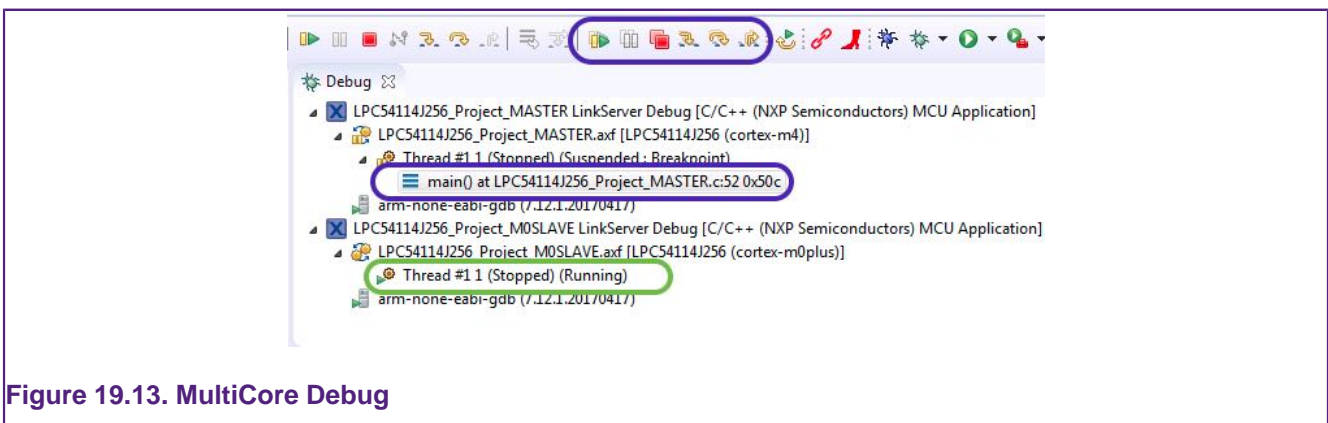 Debug
LPC54114J256_Project_MASTER LinkServer Debug [C/C++ (NXP Semiconductors) MCU Application]
LPC54114J256_Project_MASTER.axf [LPC54114J256 (cortex-m4)]
Thread #1 1 (Stopped) (Suspended : Breakpoint)
main() at LPC54114J256_Project_MASTER.c:52 0x50c
arm-none-eabi-gdb (7.12.1.20170417)
LPC54114J256_Project_M0SLAVE LinkServer Debug [C/C++ (NXP Semiconductors) MCU Application]
LPC54114J256_Project_M0SLAVE.axf [LPC54114J256 (cortex-m0plus)]
Thread #1 1 (Stopped) (Running)
arm-none-eabi-gdb (7.12.1.20170417)
Figure 19.13. MultiCore Debug